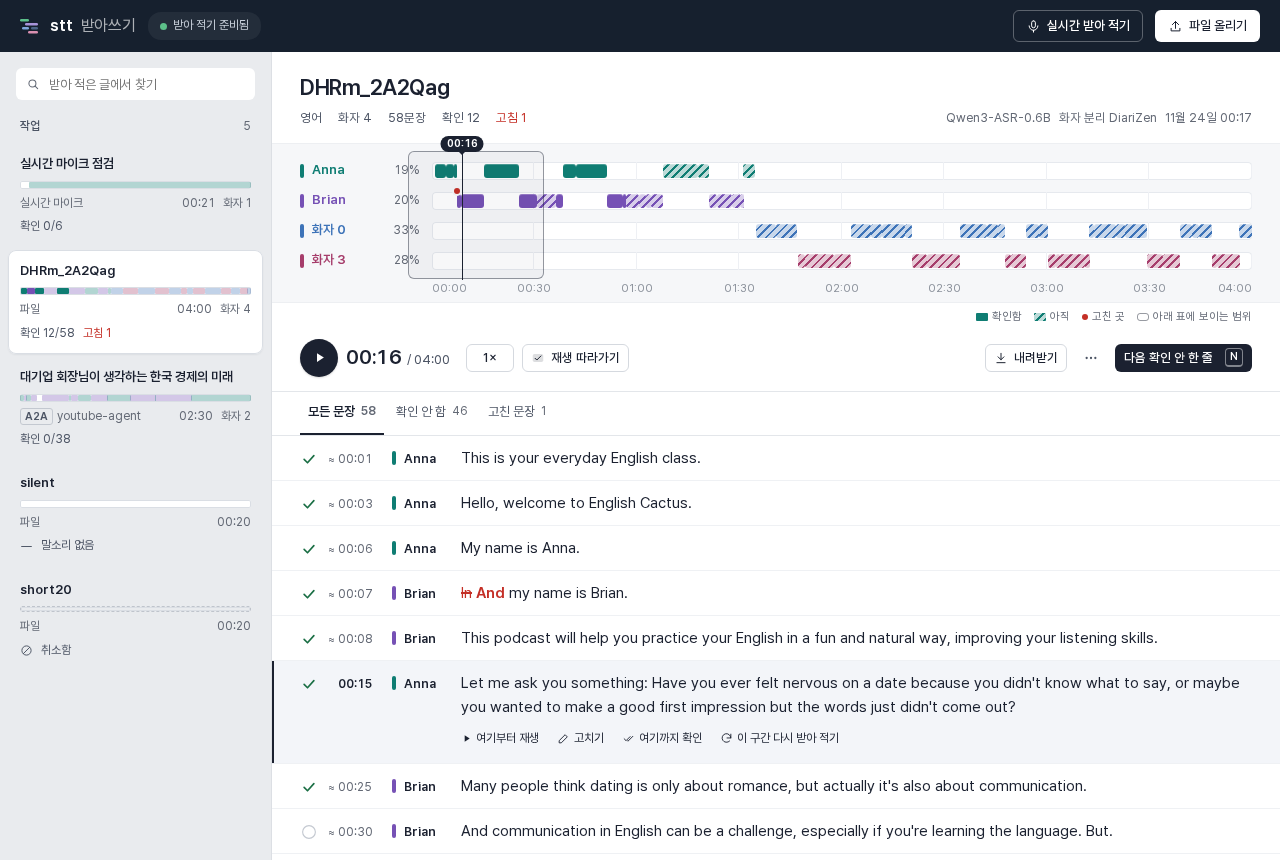 stt 받아쓰기 받아 적기 준비됨 실시간 받아 적기 파일 올리기
받아 적은 글에서 찾기
작업 5
실시간 마이크 점검
실시간 마이크 00:21 화자 1
확인 0/6
DHRm_2A2Qag
파일 04:00 화자 4
확인 12/58 고침 1
대기업 회장님이 생각하는 한국 경제의 미래
A2A youtube-agent 02:30 화자 2
확인 0/38
silent
파일 00:20
— 말소리 없음
short20
파일 00:20
취소함
DHRm_2A2Qag
영어 화자 4 58문장 확인 12 고침 1 Qwen3-ASR-0.6B 화자 분리 DiariZen 11월 24일 00:17
00:16
Anna 19%
Brian 20%
화자 0 33%
화자 3 28%
00:00 00:30 01:00 01:30 02:00 02:30 03:00 03:30 04:00
확인함 아직 고친 곳 아래 표에 보이는 범위
00:16 / 04:00 1× 재생 따라가기 내려받기 ··· 다음 확인 안 한 줄 N
모든 문장 58 확인 안 함 46 고친 문장 1
≈ 00:01 Anna This is your everyday English class.
≈ 00:03 Anna Hello, welcome to English Cactus.
≈ 00:06 Anna My name is Anna.
≈ 00:07 Brian In And my name is Brian.
≈ 00:08 Brian This podcast will help you practice your English in a fun and natural way, improving your listening skills.
00:15 Anna Let me ask you something: Have you ever felt nervous on a date because you didn't know what to say, or maybe
you wanted to make a good first impression but the words just didn't come out?
여기부터 재생 고치기 여기까지 확인 이 구간 다시 받아 적기
≈ 00:25 Brian Many people think dating is only about romance, but actually it's also about communication.
≈ 00:30 Brian And communication in English can be a challenge, especially if you're learning the language. But.